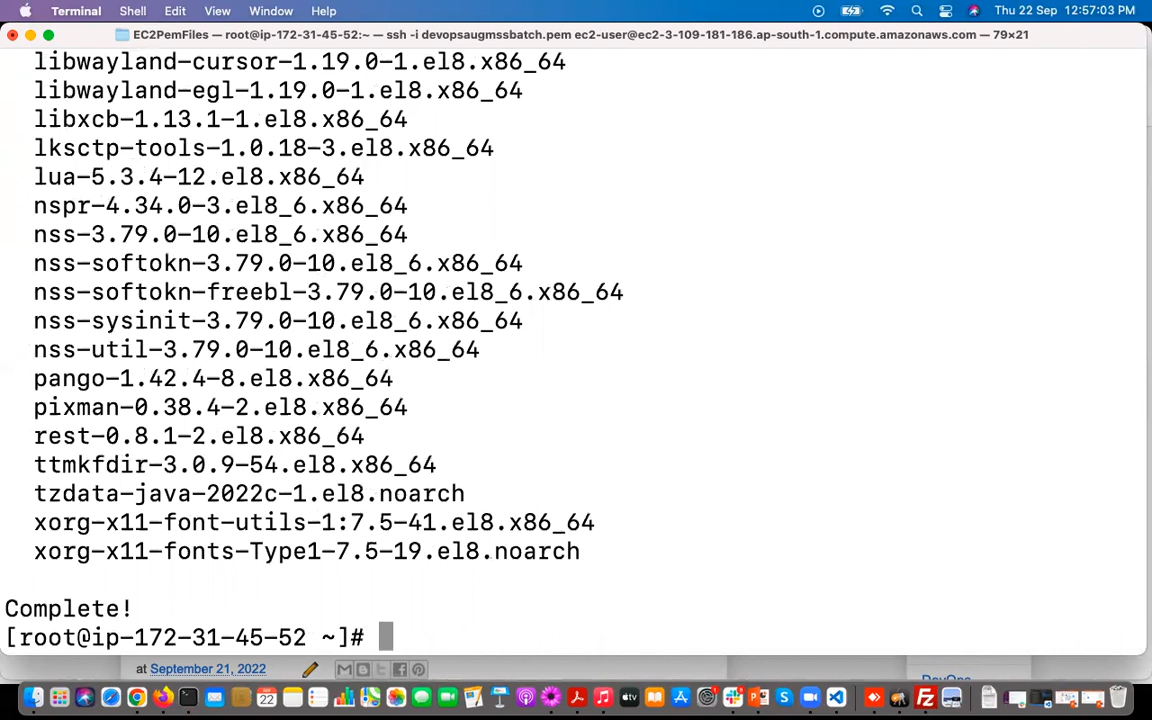 Terminal Shell Edit View Window Help Thu 22 Sep 12:57:03 PM
EC2PemFiles — root@ip-172-31-45-52:~ — ssh -i devopsaugmssbatch.pem ec2-user@ec2-3-109-181-186.ap-south-1.compute.amazonaws.com — 79×21
libwayland-cursor-1.19.0-1.el8.x86_64
libwayland-egl-1.19.0-1.el8.x86_64
libxcb-1.13.1-1.el8.x86_64
lksctp-tools-1.0.18-3.el8.x86_64
lua-5.3.4-12.el8.x86_64
nspr-4.34.0-3.el8_6.x86_64
nss-3.79.0-10.el8_6.x86_64
nss-softokn-3.79.0-10.el8_6.x86_64
nss-softokn-freebl-3.79.0-10.el8_6.x86_64
nss-sysinit-3.79.0-10.el8_6.x86_64
nss-util-3.79.0-10.el8_6.x86_64
pango-1.42.4-8.el8.x86_64
pixman-0.38.4-2.el8.x86_64
rest-0.8.1-2.el8.x86_64
ttmkfdir-3.0.9-54.el8.x86_64
tzdata-java-2022c-1.el8.noarch
xorg-x11-font-utils-1:7.5-41.el8.x86_64
xorg-x11-fonts-Type1-7.5-19.el8.noarch
Complete!
[root@ip-172-31-45-52 ~]#
at September 21, 2022